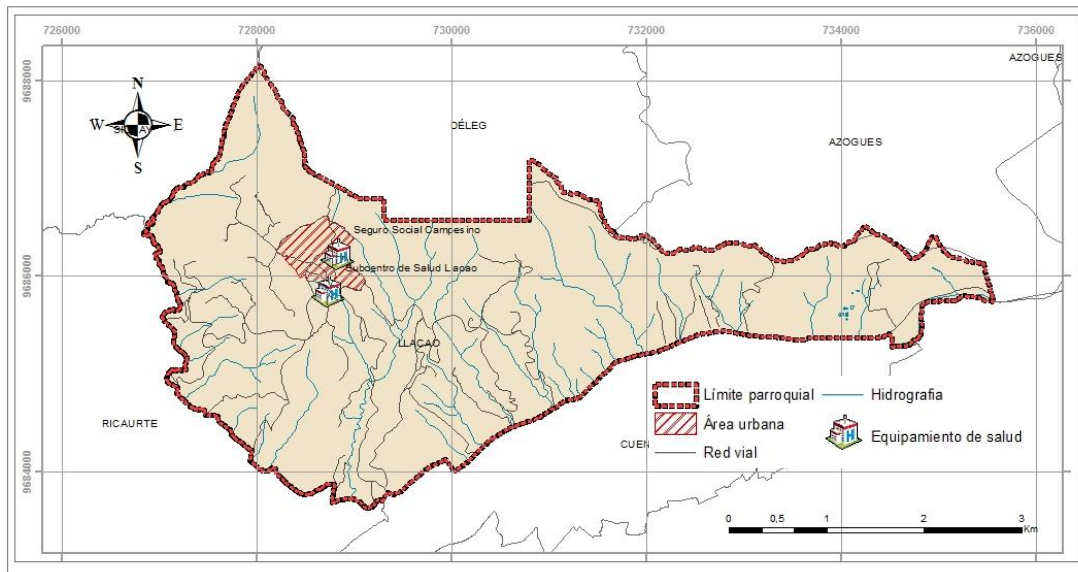 726000 728000 730000 732000 734000 736000
9688000
9686000
9684000
N
W E
S
AZOGUES
DÉLEG
AZOGUES
Seguro Social Campesino
Subcentro de Salud Llacao
LLACAO
RICAURTE
CUEN
Límite parroquial
Hidrografia
Área urbana
Equipamiento de salud
Red vial
0 0,5 1 2 3
Km